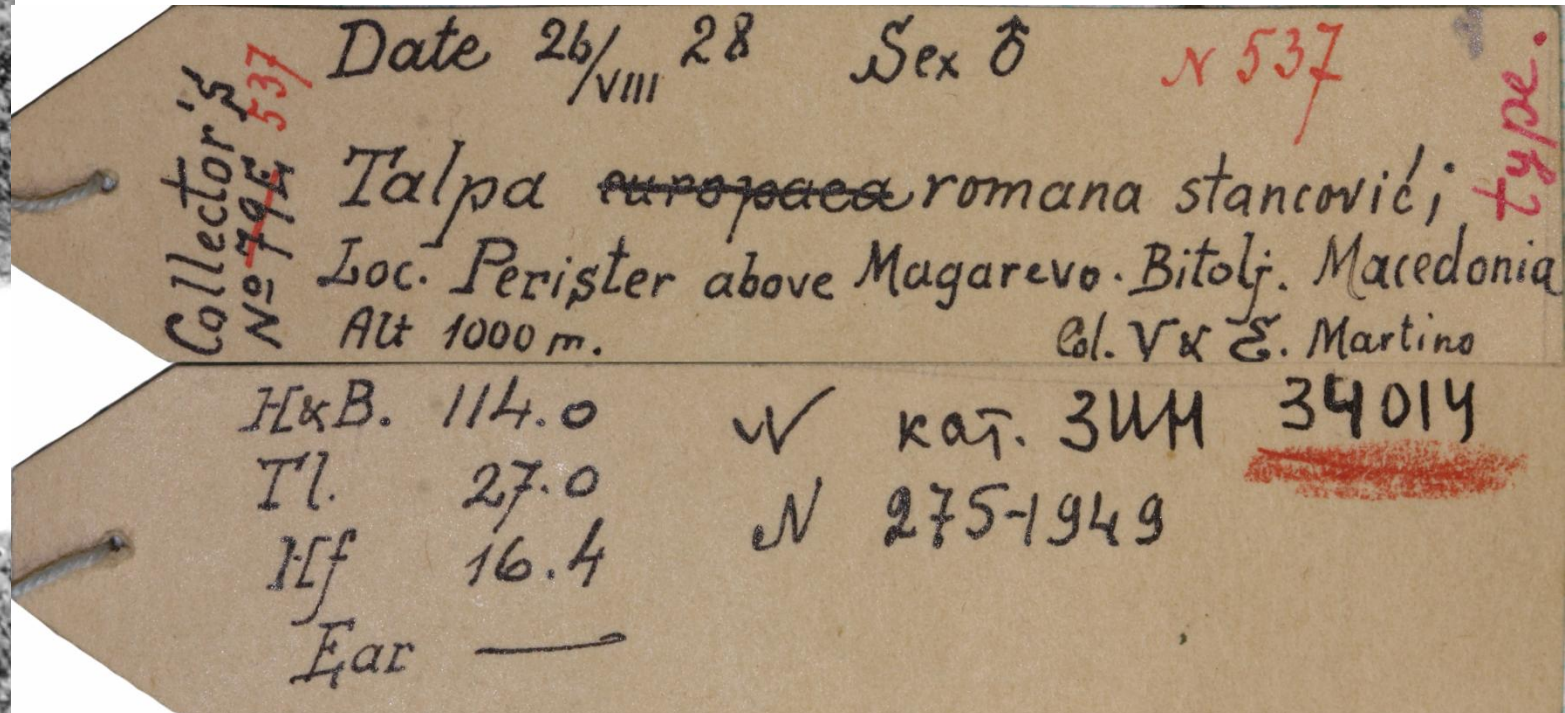 Date 26/VIII 28 Sex ♂ N 537
type.
Collector's
Nº 537
Talpa europaea romana stancovići
Loc. Perister above Magarevo. Bitolj. Macedonia
Alt 1000 m. Col. V & E. Martino
H&B. 114.0 N кат. ЗИН 34014
Tl. 27.0 N 275-1949
Hf 16.4
Ear —